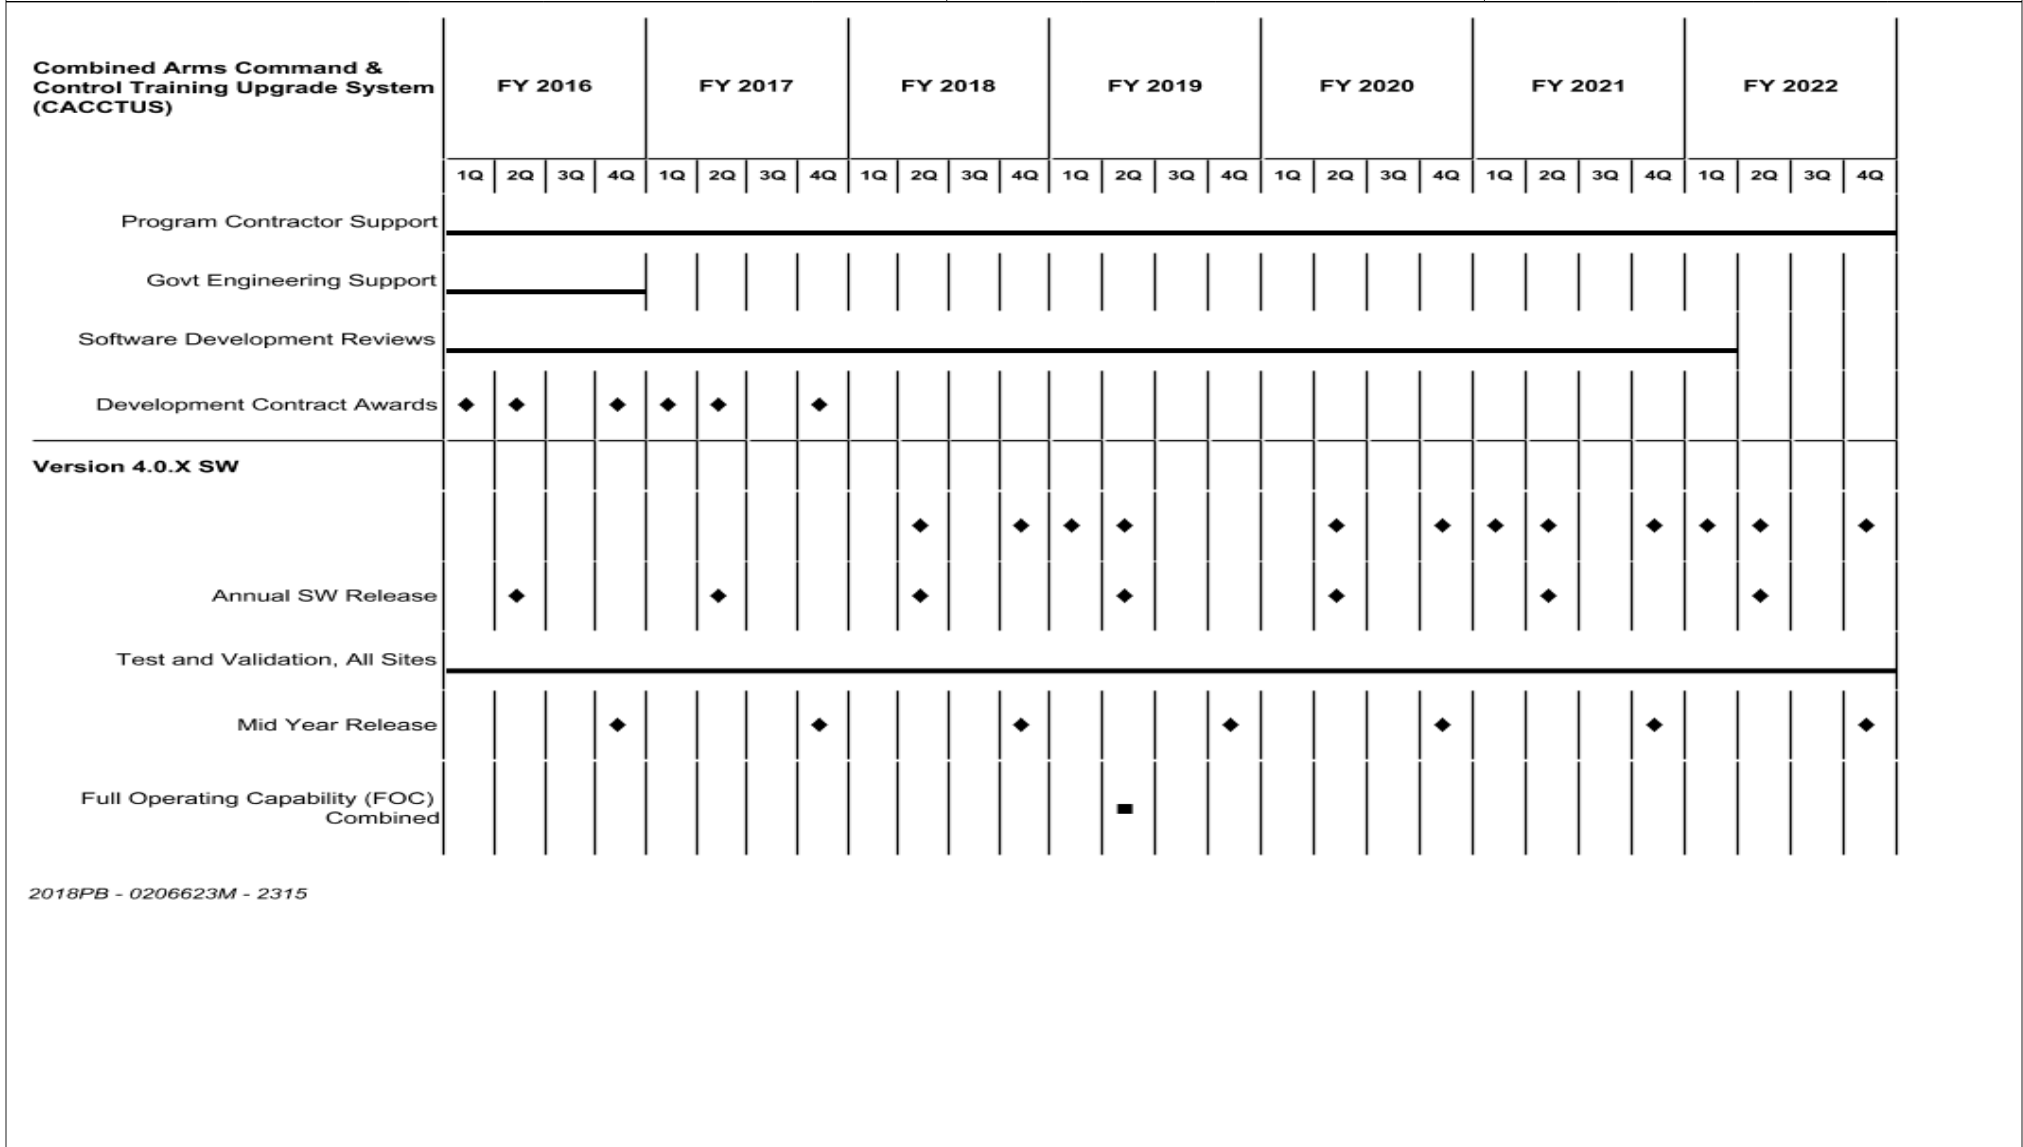 Combined Arms Command &
Control Training Upgrade System
(CACCTUS)
FY 2016 FY 2017 FY 2018 FY 2019 FY 2020 FY 2021 FY 2022
1Q 2Q 3Q 4Q 1Q 2Q 3Q 4Q 1Q 2Q 3Q 4Q 1Q 2Q 3Q 4Q 1Q 2Q 3Q 4Q 1Q 2Q 3Q 4Q 1Q 2Q 3Q 4Q
Program Contractor Support
Govt Engineering Support
Software Development Reviews
Development Contract Awards
Version 4.0.X SW
Annual SW Release
Test and Validation, All Sites
Mid Year Release
Full Operating Capability (FOC)
Combined
2018PB - 0206623M - 2315